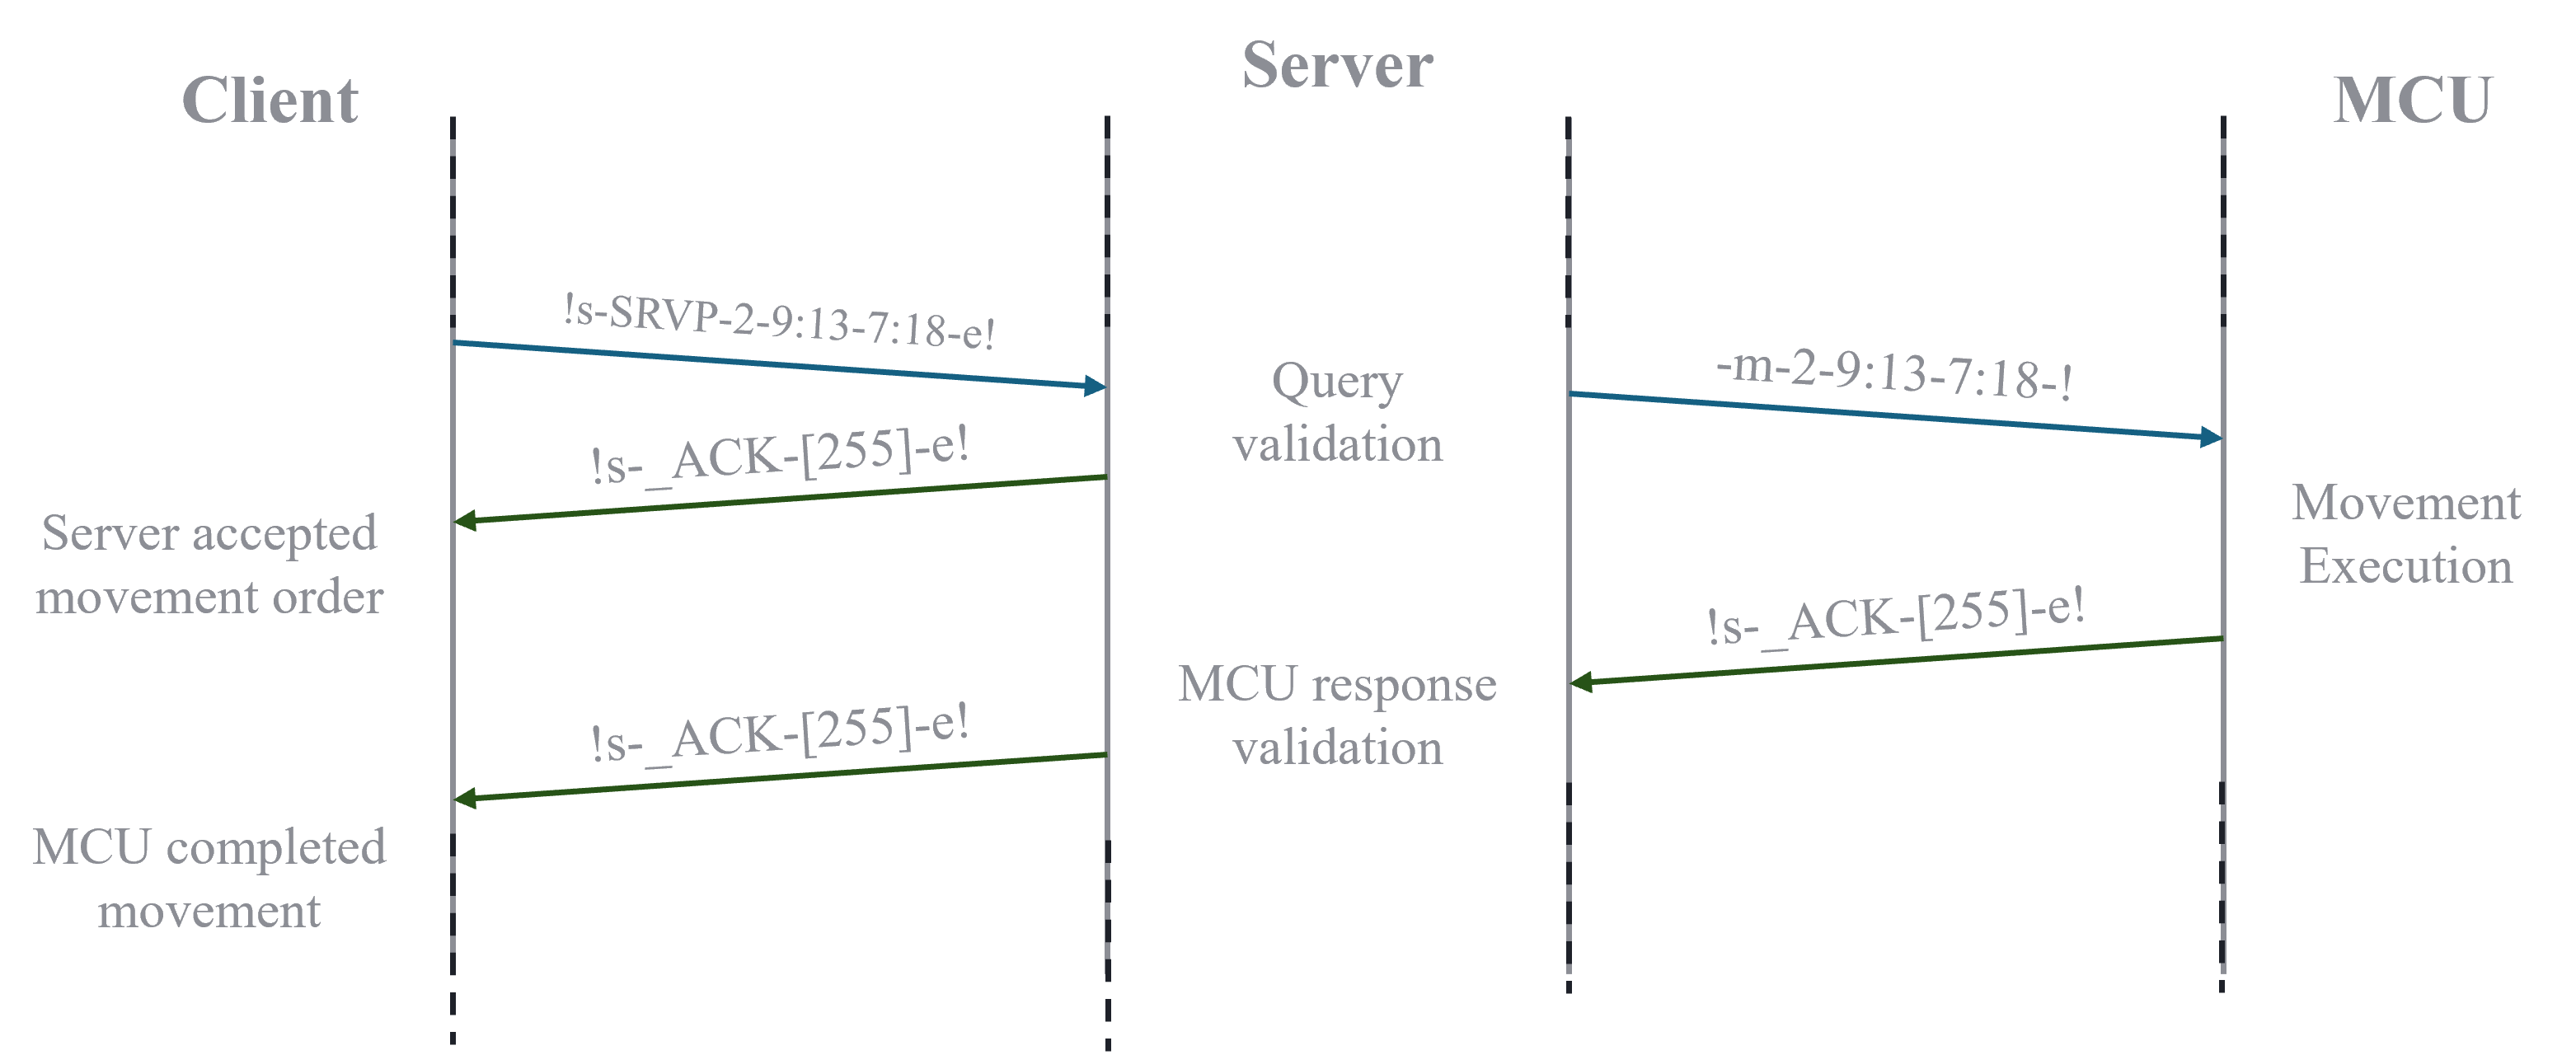 Client
Server
MCU
!s-SRVP-2-9:13-7:18-e!
Query
validation
-m-2-9:13-7:18-!
!s-_ACK-[255]-e!
Server accepted
movement order
Movement
Execution
!s-_ACK-[255]-e!
MCU response
validation
!s-_ACK-[255]-e!
MCU completed
movement